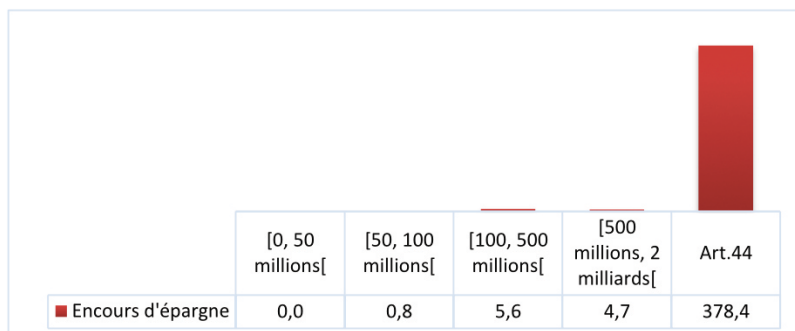 [0, 50
millions[
[50, 100
millions[
[100, 500
millions[
[500
millions, 2
milliards[
Art.44
Encours d'épargne 0,0 0,8 5,6 4,7 378,4